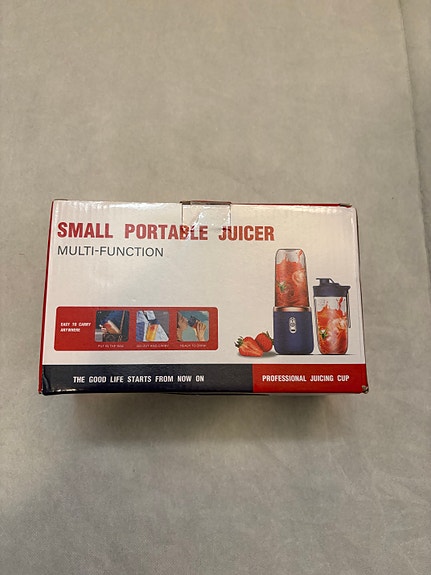 SMALL PORTABLE JUICER
MULTI-FUNCTION
EASY TO CARRY
ANYWHERE
THE GOOD LIFE STARTS FROM NOW ON
PROFESSIONAL JUICING CUP